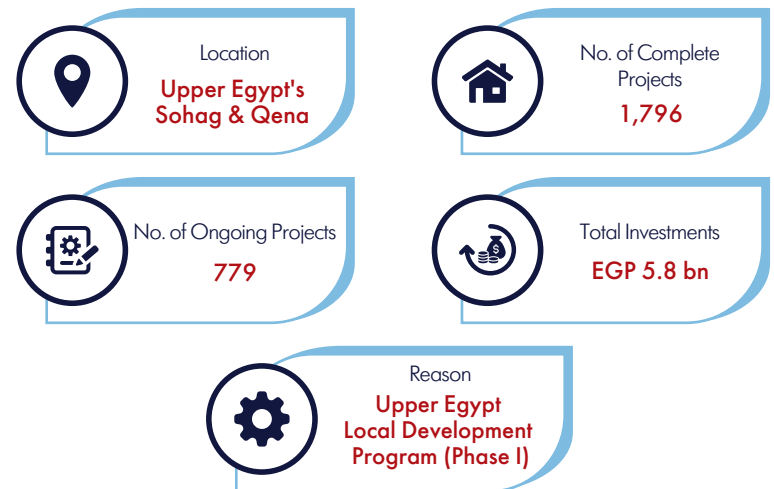 Location
Upper Egypt's
Sohag & Qena
No. of Complete
Projects
1,796
No. of Ongoing Projects
779
Total Investments
EGP 5.8 bn
Reason
Upper Egypt
Local Development
Program (Phase I)